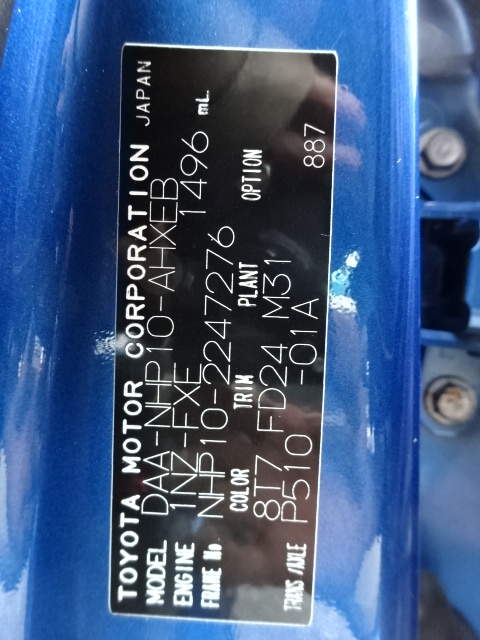 TOYOTA MOTOR CORPORATION JAPAN
MODEL DAA-NHP10-AHXEB
ENGINE 1NZ-FXE 1496 mL.
FRAME No NHP10-2247276
COLOR TRIM PLANT OPTION
8T7 FD24 M31
TRANS/AXLE P510 -01A 887